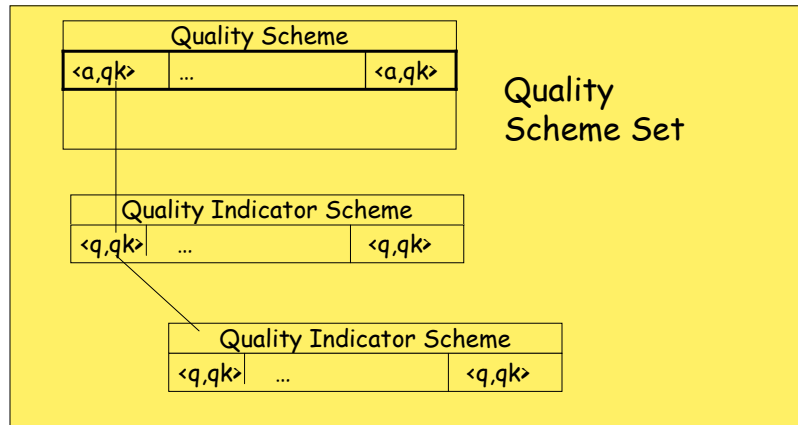 Quality Scheme
<a,qk> ... <a,qk>
Quality
Scheme Set
Quality Indicator Scheme
<q,qk> ... <q,qk>
Quality Indicator Scheme
<q,qk> ... <q,qk>